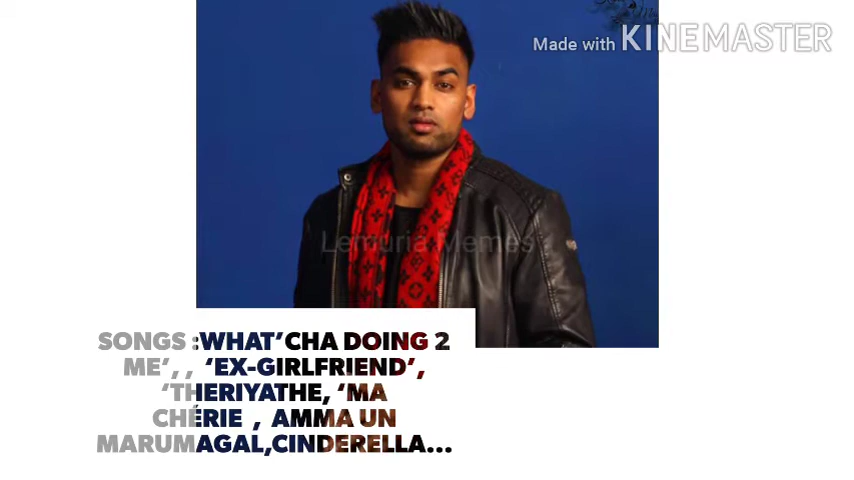 Made with KINEMASTER
Lemuria Memes
SONGS :WHAT’CHA DOING 2
ME’, , ‘EX-GIRLFRIEND’,
‘THERIYATHE, ‘MA
CHÉRIE , AMMA UN
MARUMAGAL,CINDERELLA...